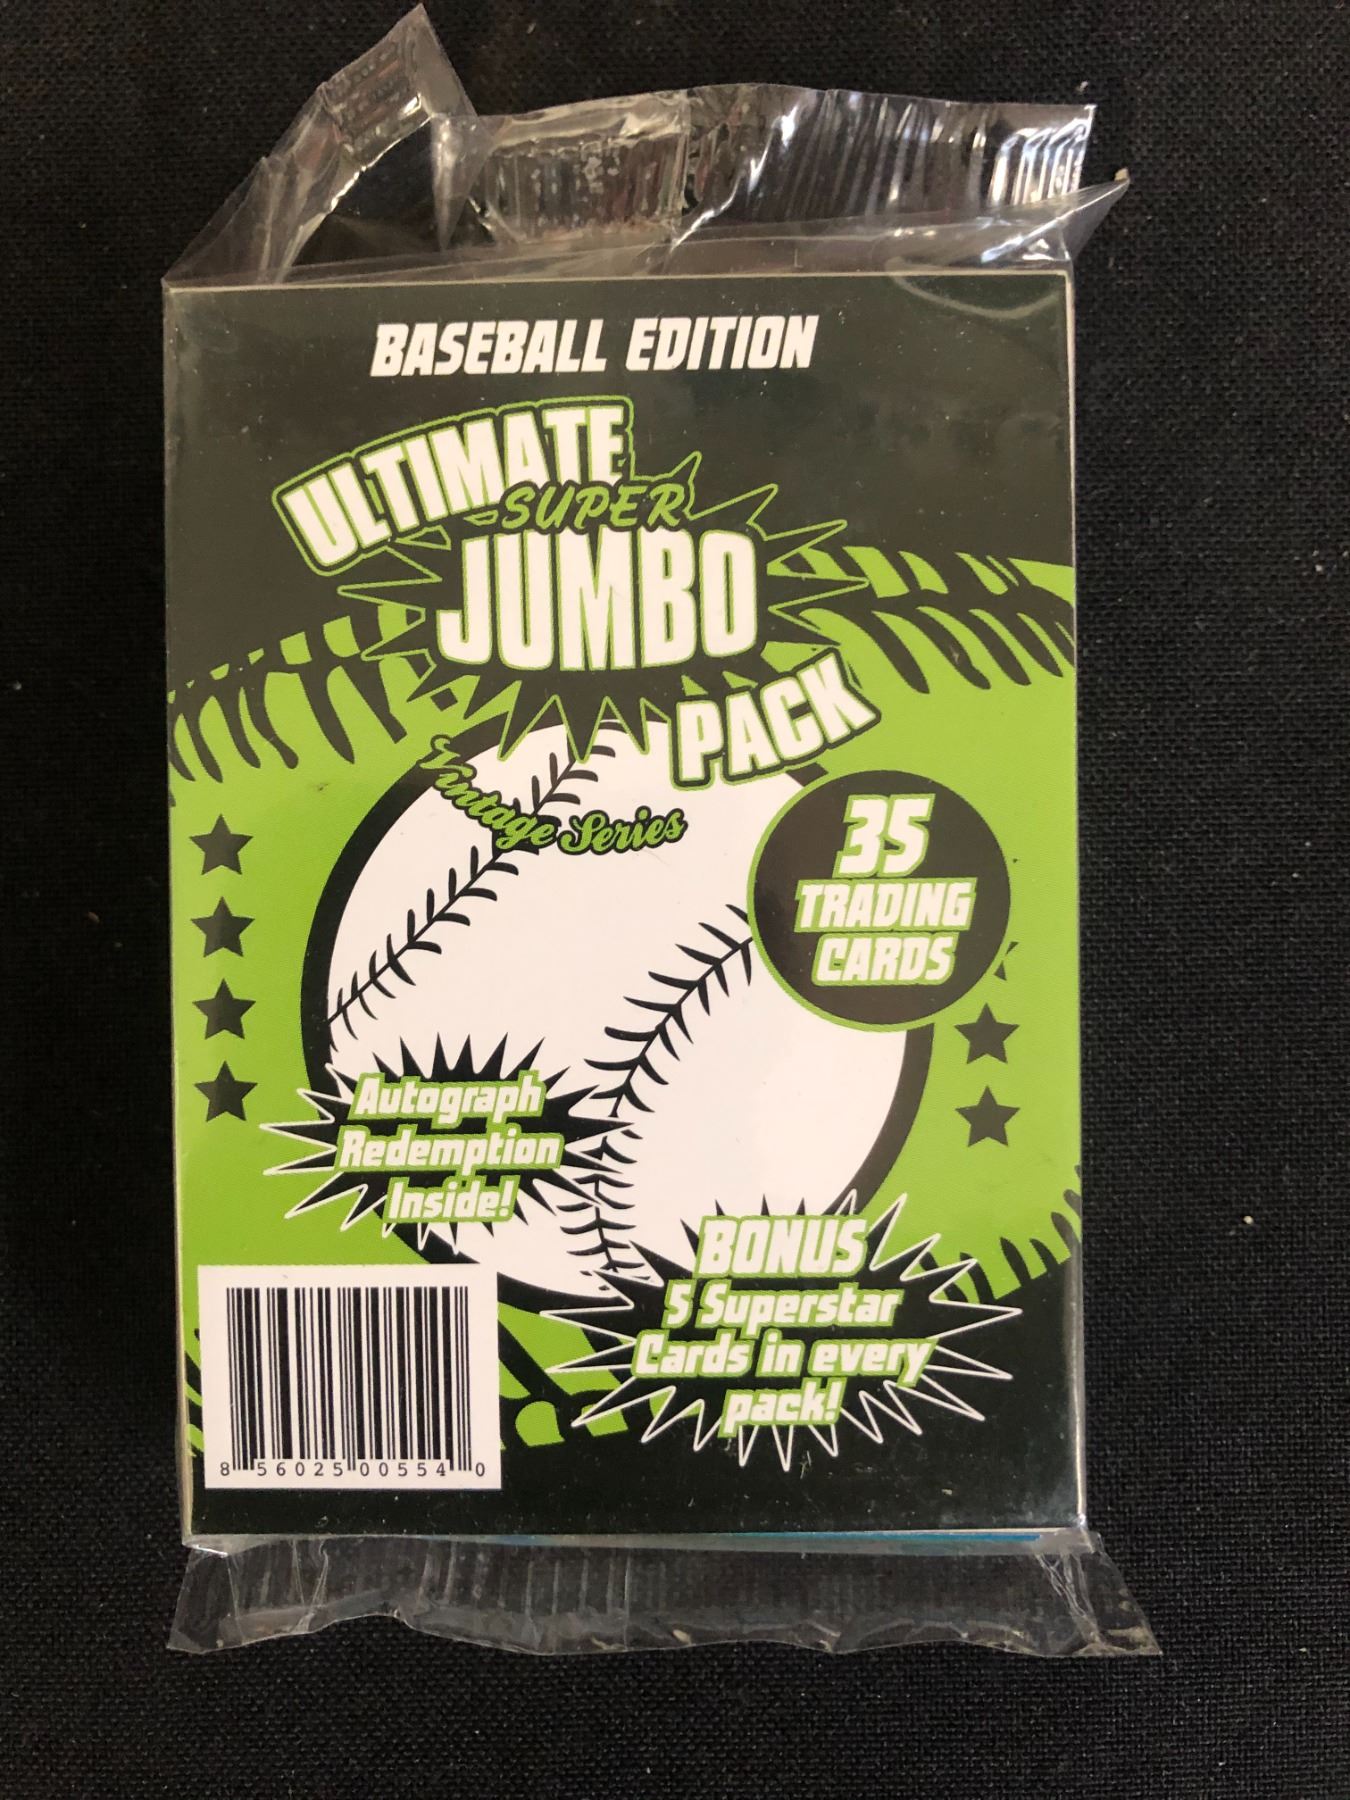 BASEBALL EDITION
ULTIMATE
SUPER
JUMBO
PACK
Vintage Series
35
TRADING
CARDS
Autograph
Redemption
Inside!
BONUS
5 Superstar
Cards in every
pack!
8 56025 00554 0